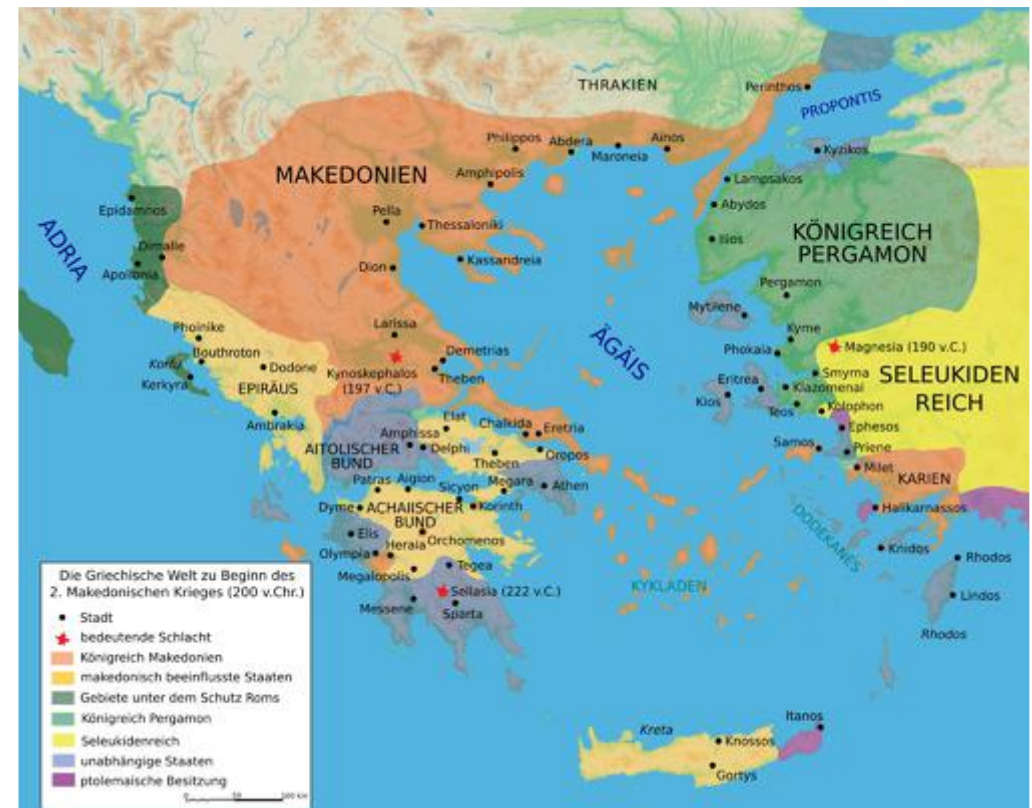 THRAKIEN
Perinthos
PROPONTIS
Philippos
Abdera
Ainos
Maroneia
Kyzikos
MAKEDONIEN
Amphipolis
Lampsakos
Epidamnos
Pella
Thessaloniki
Abydos
ADRIA
Dimalle
Ilios
KÖNIGREICH
PERGAMON
Apollonia
Dion
Kassandreia
Pergamon
Mytilene
Phoinike
Larissa
ÄGÄIS
Kyme
Bouthroton
Korfu
Dodone
Kynoskephalos
(197 v.C.)
Demetrias
Theben
Phokaia
Magnesia (190 v.C.)
Kerkyra
EPIRÄUS
Eritrea
Smyrna
Klazomenai
SELEUKIDEN
REICH
Kios
Teos
Kolophon
Ambrakia
Elat
Chalkida
Eretria
Amphissa
AITOLISCHER
BUND
Delphi
Oropos
Theben
Samos
Ephesos
Priene
Patras
Aigion
Sicyon
Megara
Athen
Milet
KARIEN
Dyme
ACHAIISCHER
BUND
Korinth
Halikarnassos
Elis
Orchomenos
DODEKANES
Olympia
Heraia
Knidos
Rhodos
Megalopolis
Tegea
KYKLADEN
Messene
Sellasia (222 v.C.)
Sparta
Lindos
Rhodos
Itanos
Kreta
Knossos
Gortys
Die Griechische Welt zu Beginn des
2. Makedonischen Krieges (200 v.Chr.)
Stadt
bedeutende Schlacht
Königreich Makedonien
makedonisch beeinflusste Staaten
Gebiete unter dem Schutz Roms
Königreich Pergamon
Seleukidenreich
unabhängige Staaten
ptolemaische Besitzung
0 50 100 km